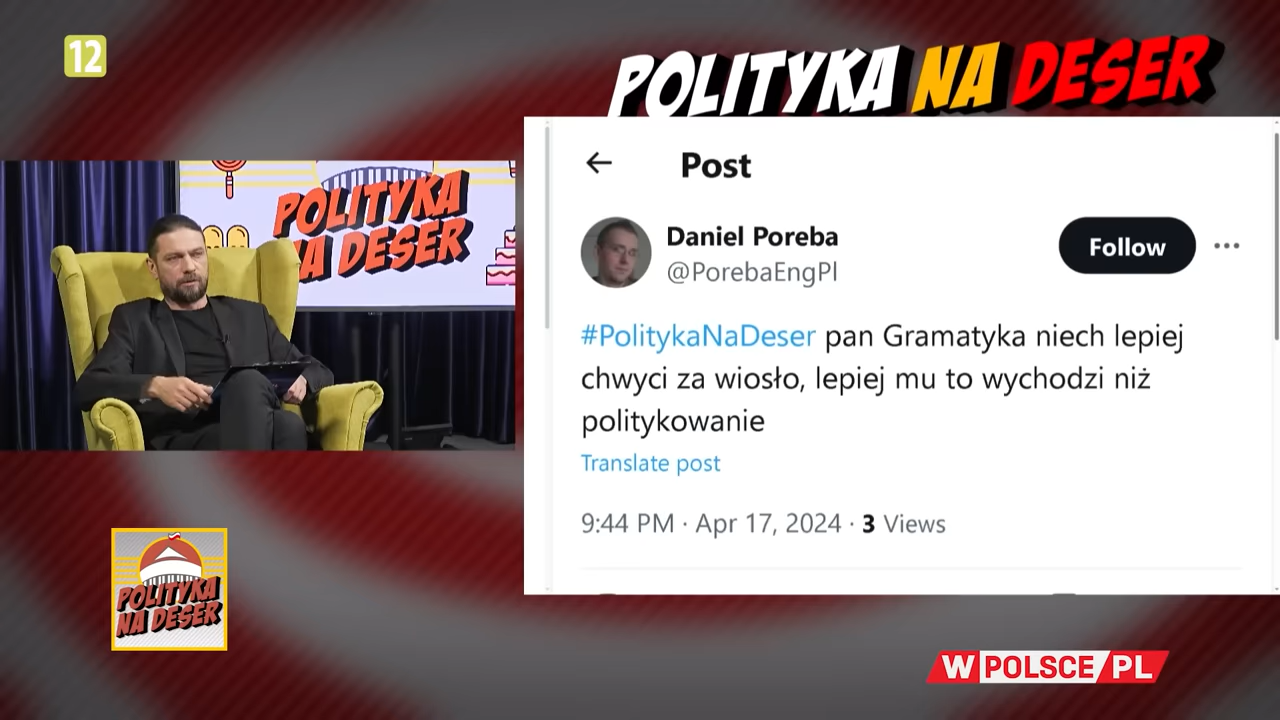 12
POLITYKA NA DESER
POLITYKA
NA DESER
Post
Daniel Poreba
@PorebaEngPl
Follow
#PolitykaNaDeser pan Gramatyka niech lepiej
chwyci za wiosło, lepiej mu to wychodzi niż
politykowanie
Translate post
9:44 PM · Apr 17, 2024 · 3 Views
POLITYKA
NA DESER
W POLSCE PL